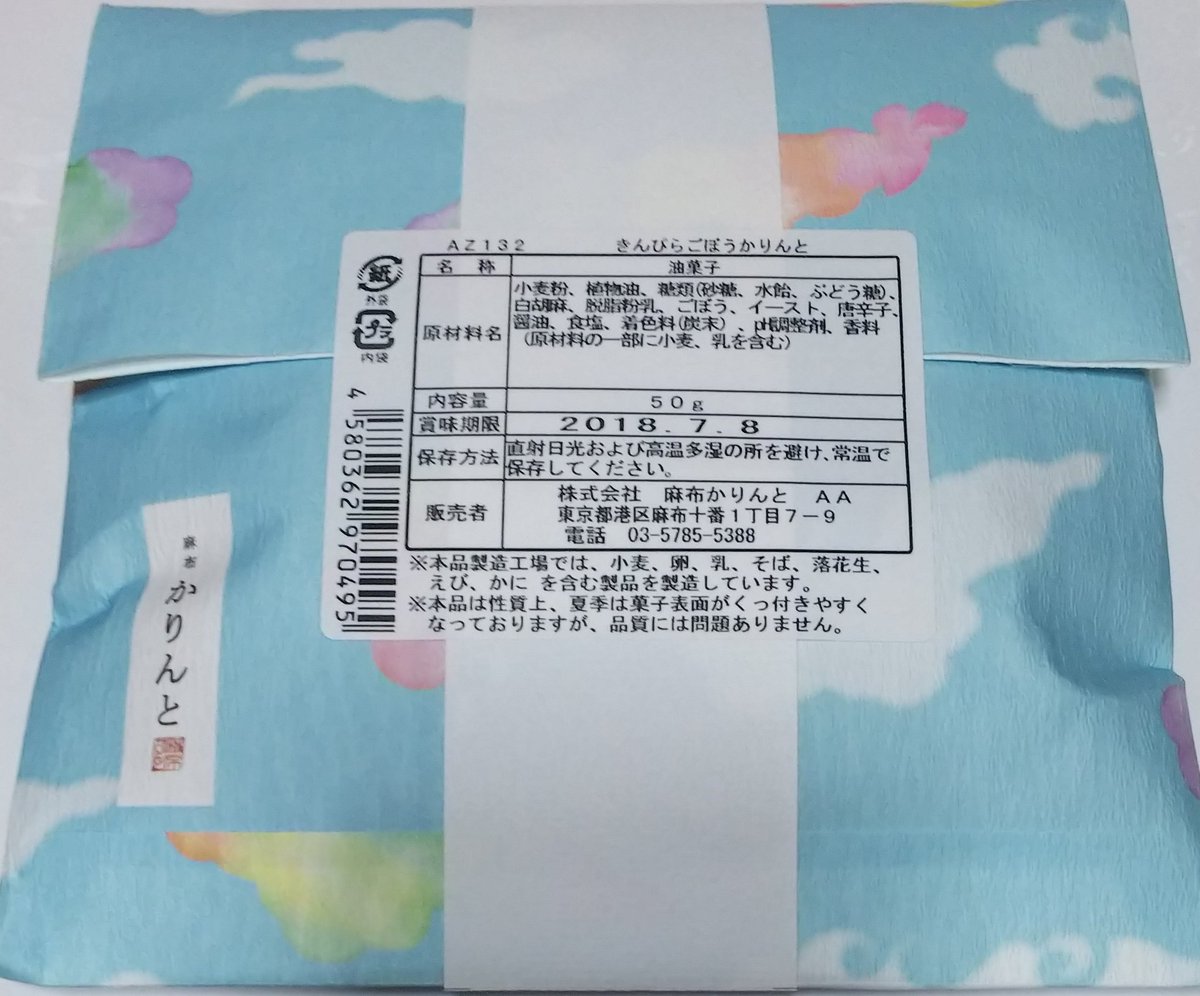 AZ132 きんぴらごぼうかりんと
紙
外袋
プラ
内袋
名 称 油菓子
原材料名 小麦粉、植物油、糖類(砂糖、水飴、ぶどう糖)、
白胡麻、脱脂粉乳、ごぼう、イースト、唐辛子、
醤油、食塩、着色料(炭末)、pH調整剤、香料
(原材料の一部に小麦、乳を含む)
内容量 50g
賞味期限 2018.7.8
保存方法 直射日光および高温多湿の所を避け、常温で
保存してください。
販売者 株式会社 麻布かりんと AA
東京都港区麻布十番1丁目7-9
電話 03-5785-5388
※本品製造工場では、小麦、卵、乳、そば、落花生、
えび、かに を含む製品を製造しています。
※本品は性質上、夏季は菓子表面がくっ付きやすく
なっておりますが、品質には問題ありません。
4580362970495
麻布
かりんと